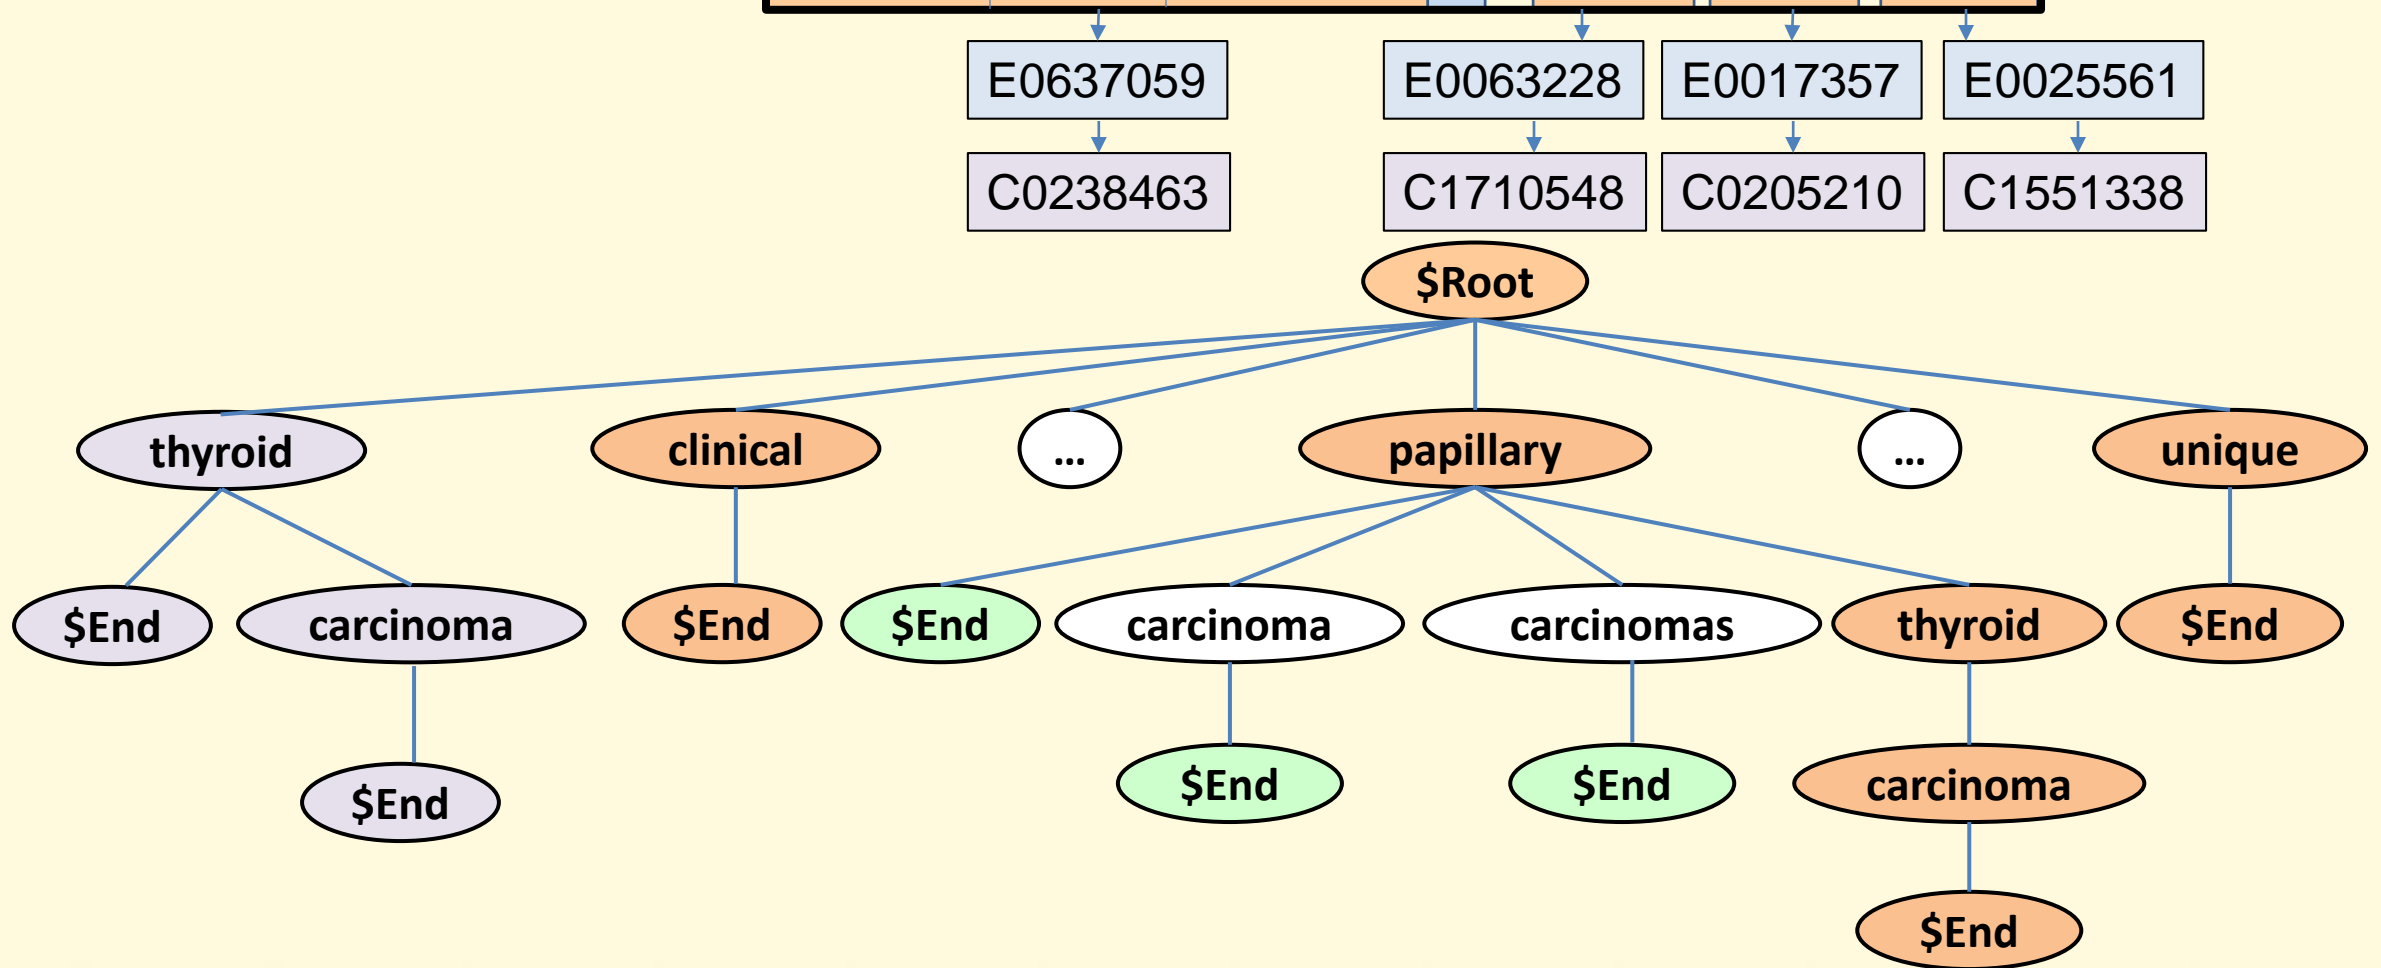 E0637059 E0063228 E0017357 E0025561
C0238463 C1710548 C0205210 C1551338
$Root
thyroid clinical ... papillary ... unique
$End carcinoma $End $End carcinoma carcinomas thyroid $End
$End $End $End carcinoma
$End